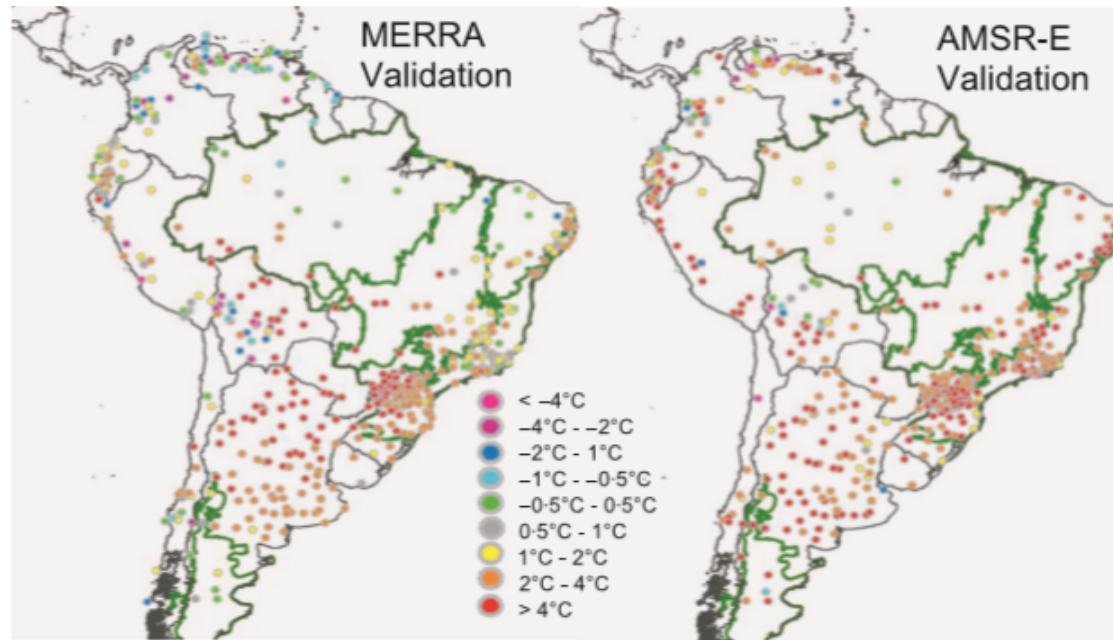 MERRA
Validation
AMSR-E
Validation
< –4°C
–4°C - –2°C
–2°C - 1°C
–1°C - –0·5°C
–0·5°C - 0·5°C
0·5°C - 1°C
1°C – 2°C
2°C – 4°C
> 4°C